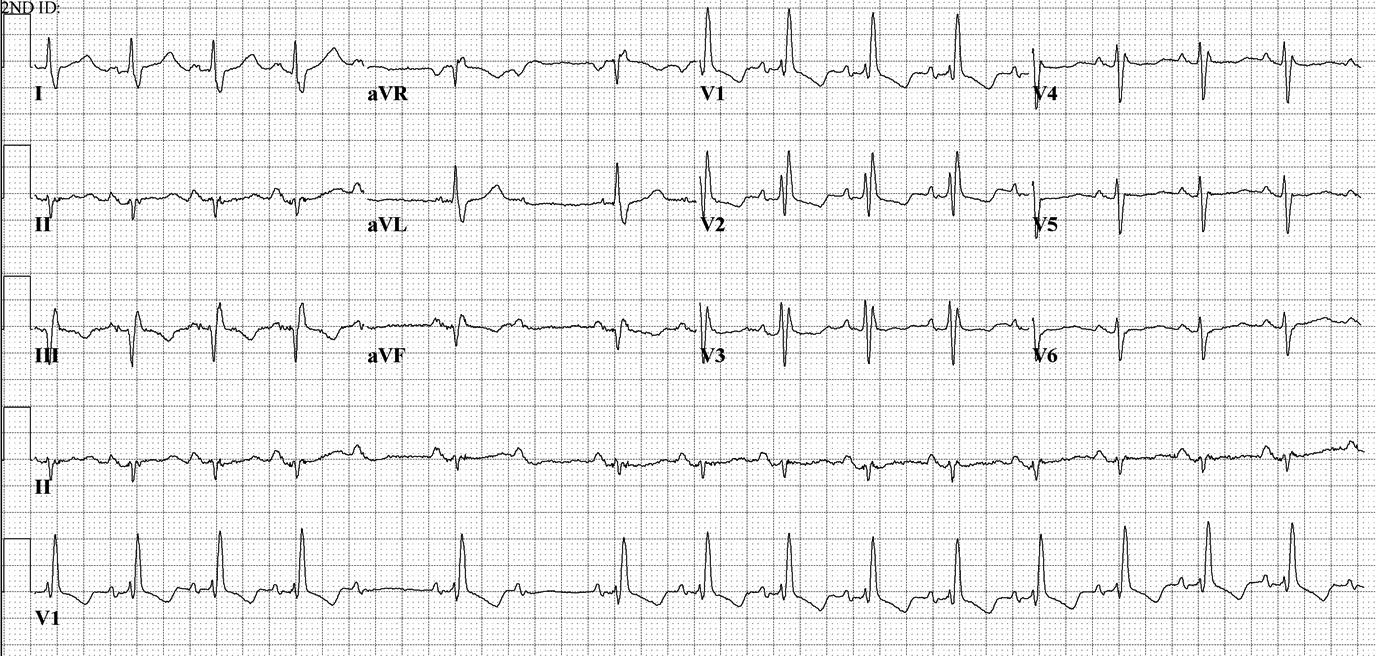 2ND ID:
I aVR V1 V4
II aVL V2 V5
III aVF V3 V6
II
V1